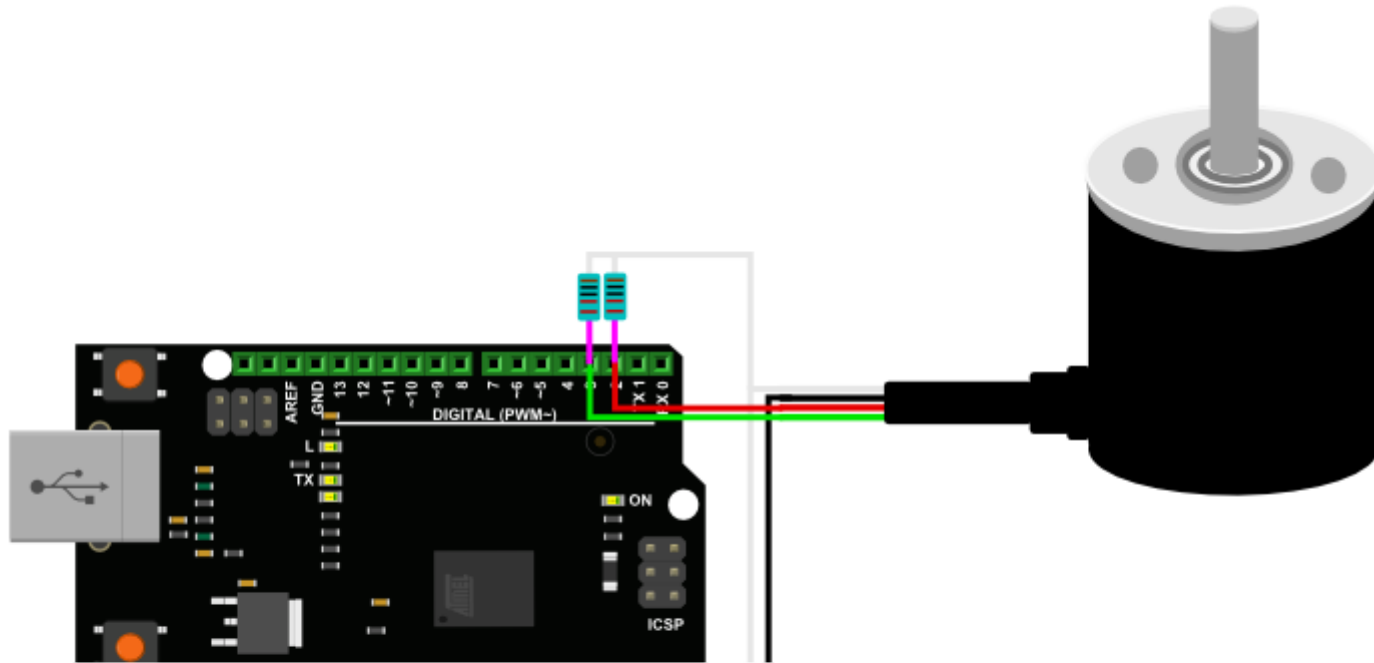 AREF
GND
13
12
~11
~10
~9
8
7
~6
~5
4
3
2
TX 1
RX 0
DIGITAL (PWM~)
L
TX
ON
ATMEL
ICSP